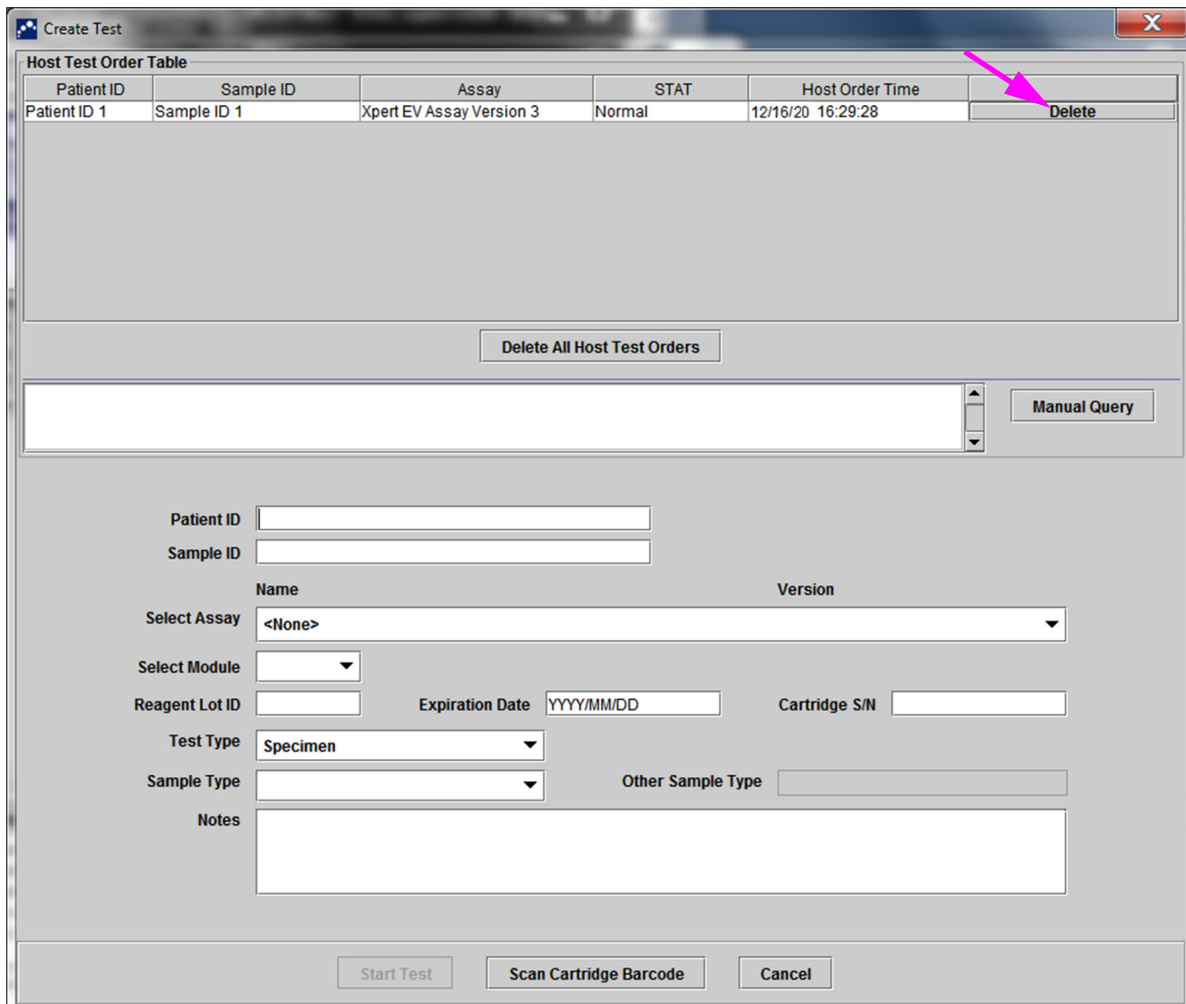 Create Test
Host Test Order Table
Patient ID Sample ID Assay STAT Host Order Time
Patient ID 1 Sample ID 1 Xpert EV Assay Version 3 Normal 12/16/20 16:29:28 Delete
Delete All Host Test Orders
Manual Query
Patient ID
Sample ID
Name Version
Select Assay <None>
Select Module
Reagent Lot ID Expiration Date YYYY/MM/DD Cartridge S/N
Test Type Specimen
Sample Type Other Sample Type
Notes
Start Test Scan Cartridge Barcode Cancel